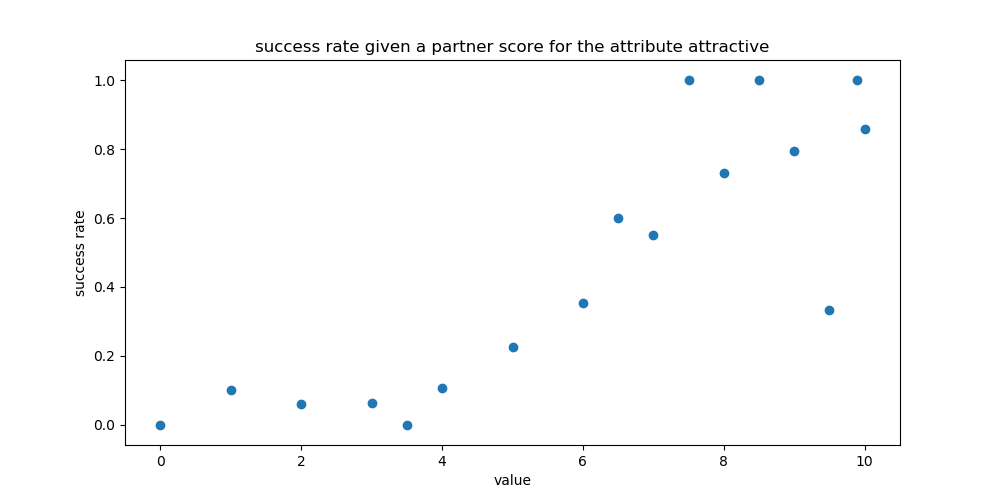 success rate given a partner score for the attribute attractive
1.0
0.8
0.6
0.4
0.2
0.0
success rate
0 2 4 6 8 10
value